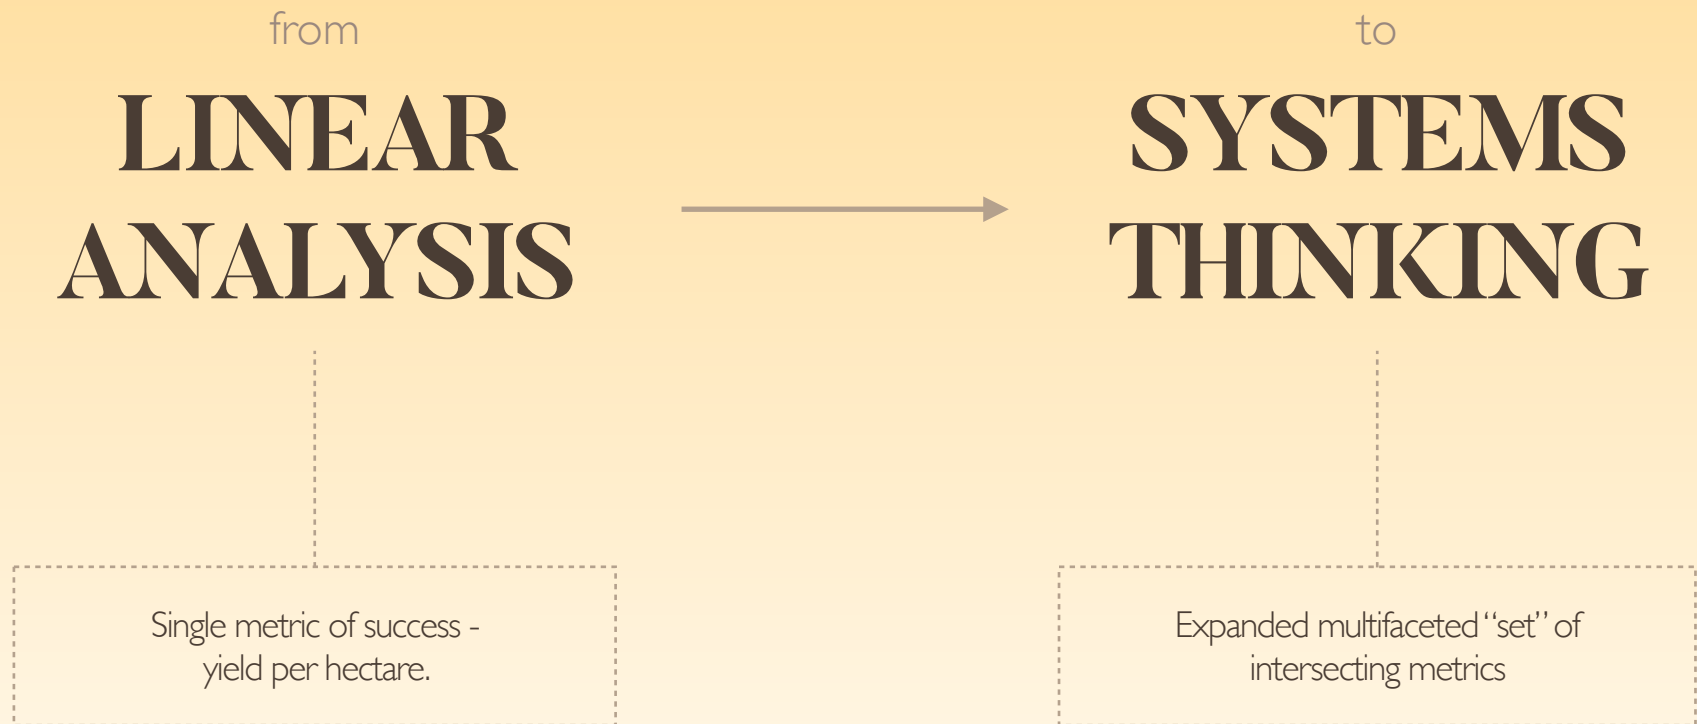 from
LINEAR
ANALYSIS
to
SYSTEMS
THINKING
Single metric of success -
yield per hectare.
Expanded multifaceted “set” of
intersecting metrics